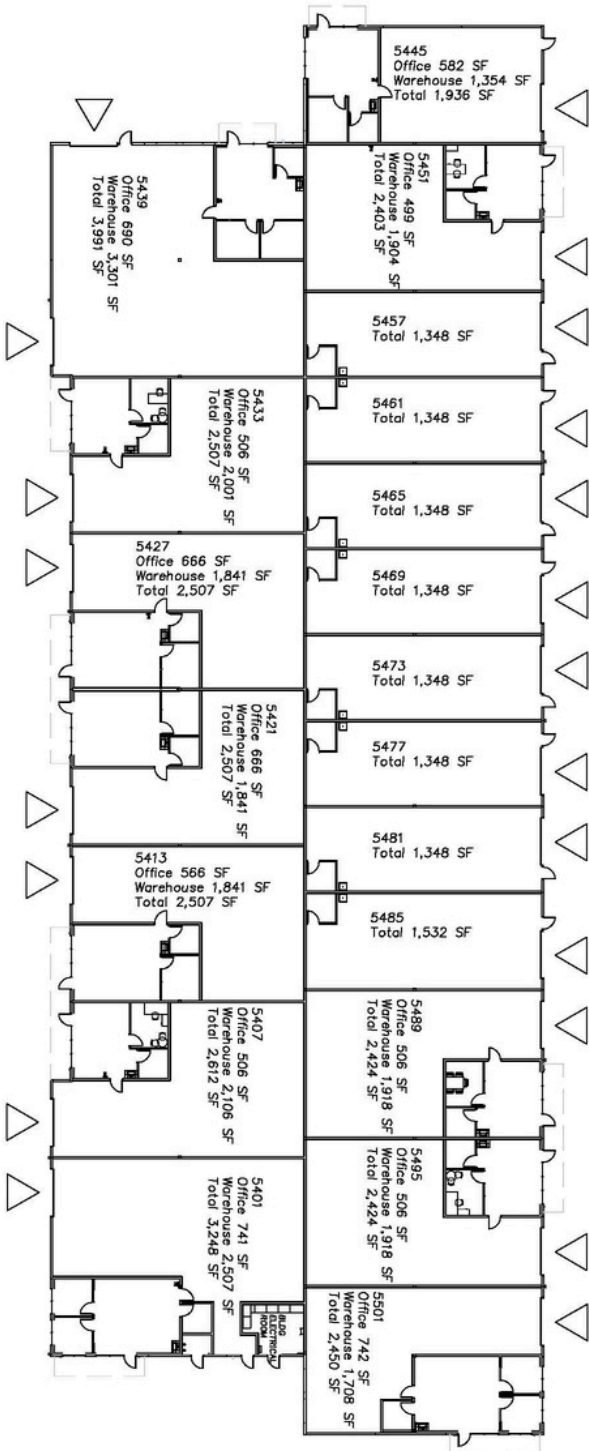 5445
Office 582 SF
Warehouse 1,354 SF
Total 1,936 SF
5439
Office 690 SF
Warehouse 3,301 SF
Total 3,991 SF
5451
Office 499 SF
Warehouse 1,904 SF
Total 2,403 SF
5457
Total 1,348 SF
5433
Office 506 SF
Warehouse 2,001 SF
Total 2,507 SF
5461
Total 1,348 SF
5465
Total 1,348 SF
5427
Office 666 SF
Warehouse 1,841 SF
Total 2,507 SF
5469
Total 1,348 SF
5473
Total 1,348 SF
5421
Office 666 SF
Warehouse 1,841 SF
Total 2,507 SF
5477
Total 1,348 SF
5481
Total 1,348 SF
5413
Office 566 SF
Warehouse 1,841 SF
Total 2,507 SF
5485
Total 1,532 SF
5407
Office 506 SF
Warehouse 2,106 SF
Total 2,612 SF
5489
Office 506 SF
Warehouse 1,918 SF
Total 2,424 SF
5401
Office 741 SF
Warehouse 2,507 SF
Total 3,248 SF
5495
Office 506 SF
Warehouse 1,918 SF
Total 2,424 SF
BLDG
ELECTRICAL
ROOM
5501
Office 742 SF
Warehouse 1,708 SF
Total 2,450 SF